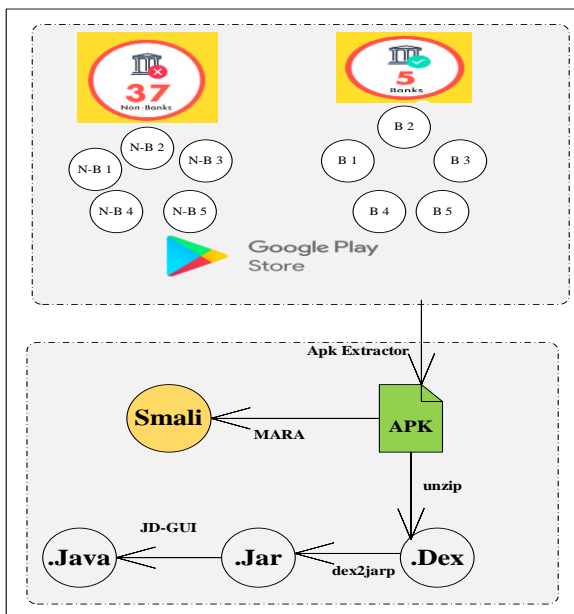 37
Non-Banks
5
Banks
N-B 1
N-B 2
N-B 3
N-B 4
N-B 5
B 1
B 2
B 3
B 4
B 5
Google Play
Store
Apk Extractor
Smali
MARA
APK
unzip
JD-GUI
.Java
.Jar
dex2jarp
.Dex